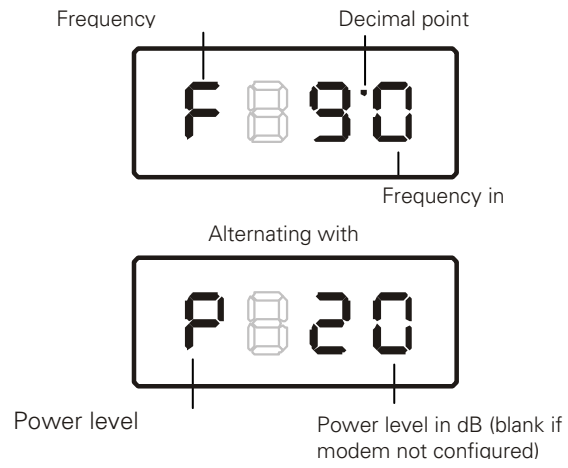 Frequency
Decimal point
F 9.0
Frequency in
Alternating with
P 20
Power level
Power level in dB (blank if
modem not configured)